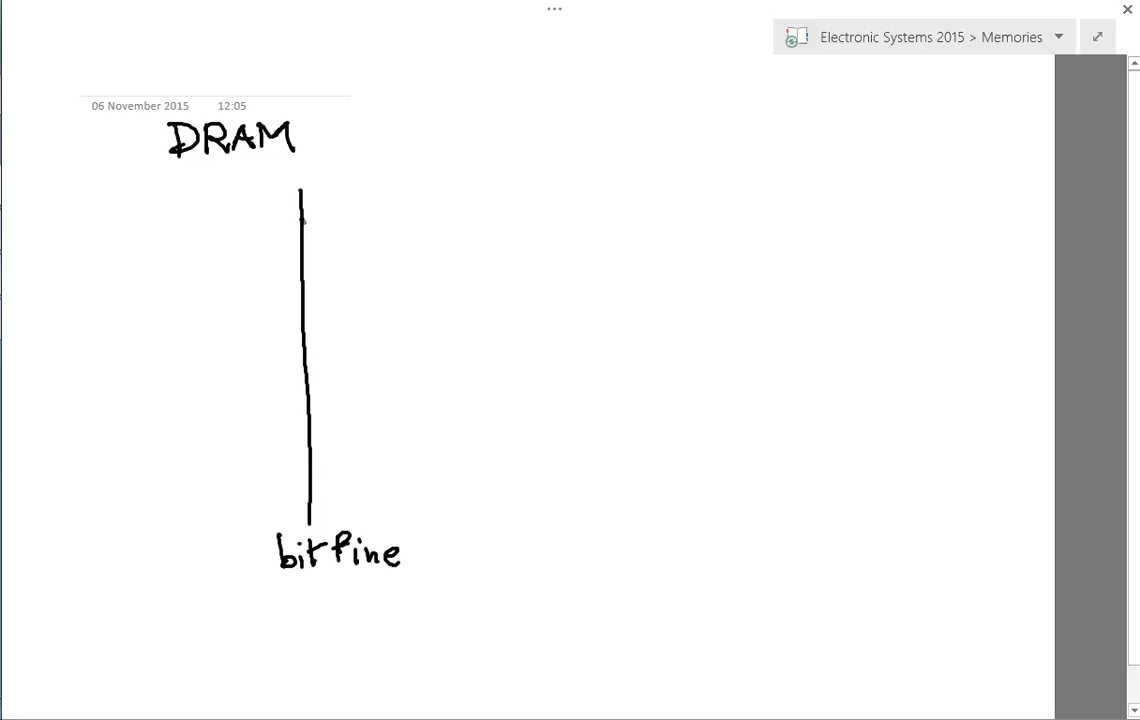 ...
Electronic Systems 2015 > Memories
06 November 2015 12:05
DRAM
bitline